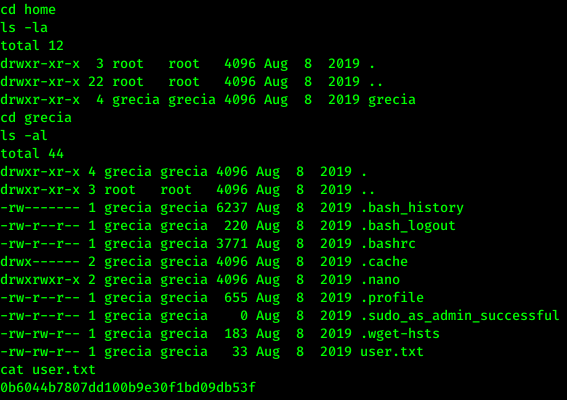 cd home
ls -la
total 12
drwxr-xr-x  3 root   root   4096 Aug  8  2019 .
drwxr-xr-x 22 root   root   4096 Aug  8  2019 ..
drwxr-xr-x  4 grecia grecia 4096 Aug  8  2019 grecia
cd grecia
ls -al
total 44
drwxr-xr-x 4 grecia grecia 4096 Aug  8  2019 .
drwxr-xr-x 3 root   root   4096 Aug  8  2019 ..
-rw------- 1 grecia grecia 6237 Aug  8  2019 .bash_history
-rw-r--r-- 1 grecia grecia  220 Aug  8  2019 .bash_logout
-rw-r--r-- 1 grecia grecia 3771 Aug  8  2019 .bashrc
drwx------ 2 grecia grecia 4096 Aug  8  2019 .cache
drwxrwxr-x 2 grecia grecia 4096 Aug  8  2019 .nano
-rw-r--r-- 1 grecia grecia  655 Aug  8  2019 .profile
-rw-r--r-- 1 grecia grecia    0 Aug  8  2019 .sudo_as_admin_successful
-rw-rw-r-- 1 grecia grecia  183 Aug  8  2019 .wget-hsts
-rw-rw-r-- 1 grecia grecia   33 Aug  8  2019 user.txt
cat user.txt
0b6044b7807dd100b9e30f1bd09db53f